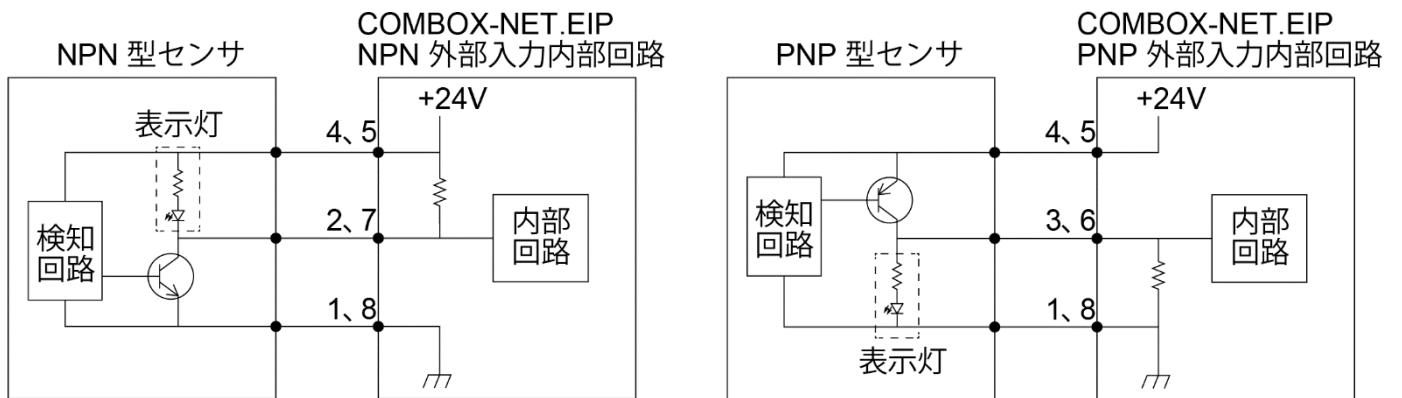 NPN 型センサ
COMBOX-NET.EIP
NPN 外部入力内部回路
+24V
表示灯
4、5
検知
回路
2、7
内部
回路
1、8
PNP 型センサ
COMBOX-NET.EIP
PNP 外部入力内部回路
+24V
4、5
検知
回路
3、6
内部
回路
1、8
表示灯